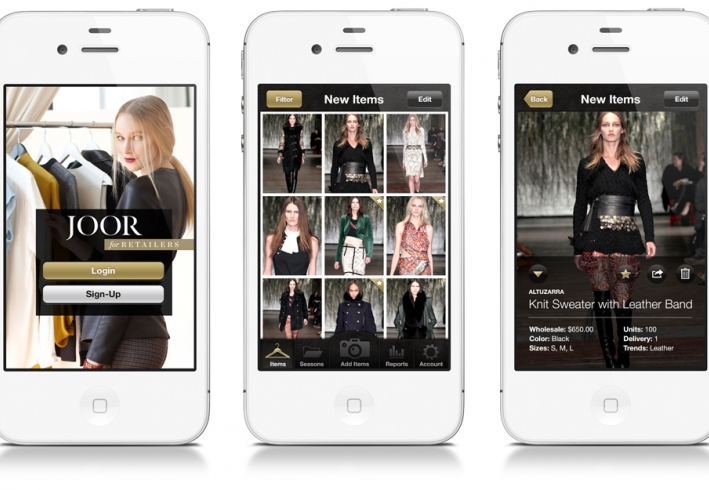 JOOR
for RETAILERS
Login
Sign-Up
Filter
New Items
Edit
Items
Seasons
Add Items
Reports
Account
Back
New Items
Edit
ALTUZARRA
Knit Sweater with Leather Band
Wholesale: $650.00
Units: 100
Color: Black
Delivery: 1
Sizes: S, M, L
Trends: Leather